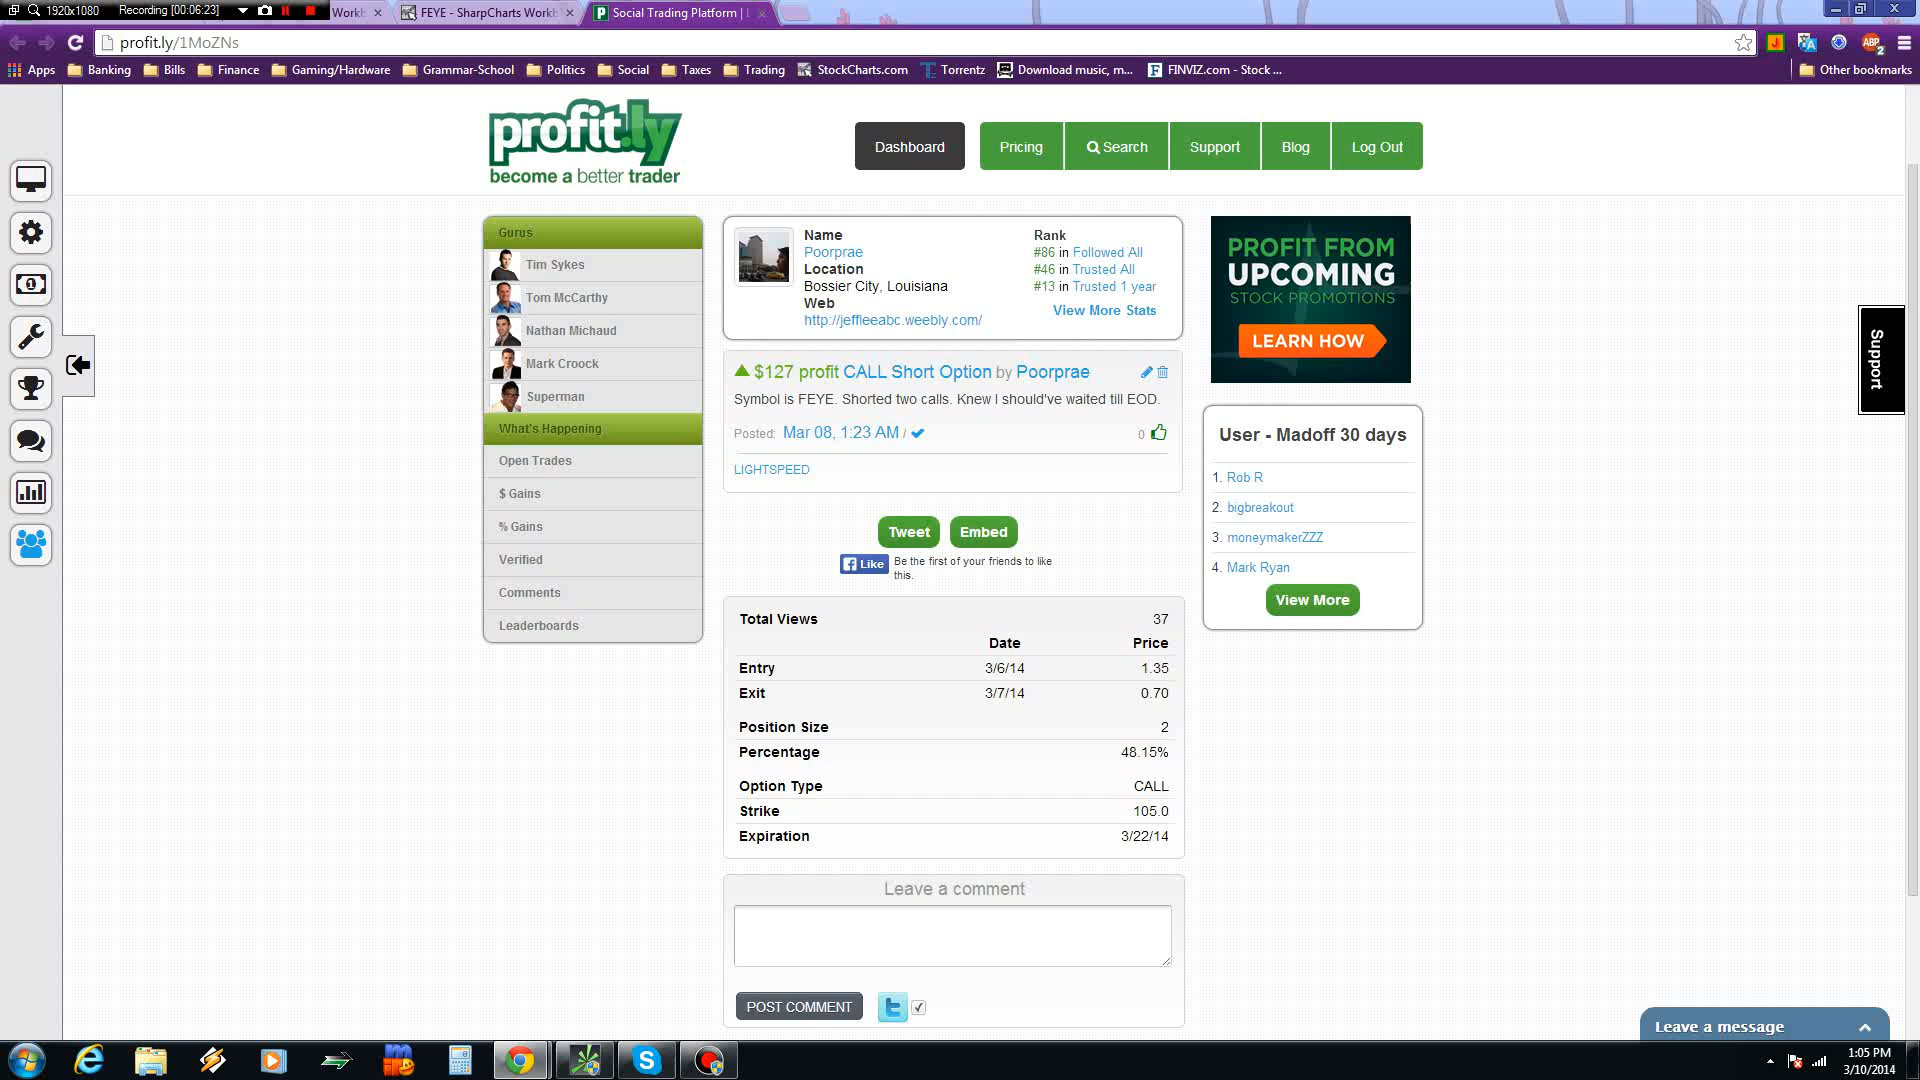 1920x1080 Recording [00:06:23]
Workb
FEYE - SharpCharts Workb
Social Trading Platform | L
profit.ly/1MoZNs
Apps Banking Bills Finance Gaming/Hardware Grammar-School Politics Social Taxes Trading StockCharts.com Torrentz Download music, m... FINVIZ.com - Stock ... Other bookmarks
profit.ly
become a better trader
Dashboard Pricing Search Support Blog Log Out
Gurus
Tim Sykes
Tom McCarthy
Nathan Michaud
Mark Croock
Superman
What's Happening
Open Trades
$ Gains
% Gains
Verified
Comments
Leaderboards
Name
Poorprae
Location
Bossier City, Louisiana
Web
http://jeffleeabc.weebly.com/
Rank
#86 in Followed All
#46 in Trusted All
#13 in Trusted 1 year
View More Stats
$127 profit CALL Short Option by Poorprae
Symbol is FEYE. Shorted two calls. Knew I should've waited till EOD.
Posted: Mar 08, 1:23 AM /
0
LIGHTSPEED
Tweet Embed
Like Be the first of your friends to like
this.
Total Views 37
Date Price
Entry 3/6/14 1.35
Exit 3/7/14 0.70
Position Size 2
Percentage 48.15%
Option Type CALL
Strike 105.0
Expiration 3/22/14
Leave a comment
POST COMMENT
PROFIT FROM
UPCOMING
STOCK PROMOTIONS
LEARN HOW
User - Madoff 30 days
1. Rob R
2. bigbreakout
3. moneymakerZZZ
4. Mark Ryan
View More
Support
Leave a message
1:05 PM
3/10/2014